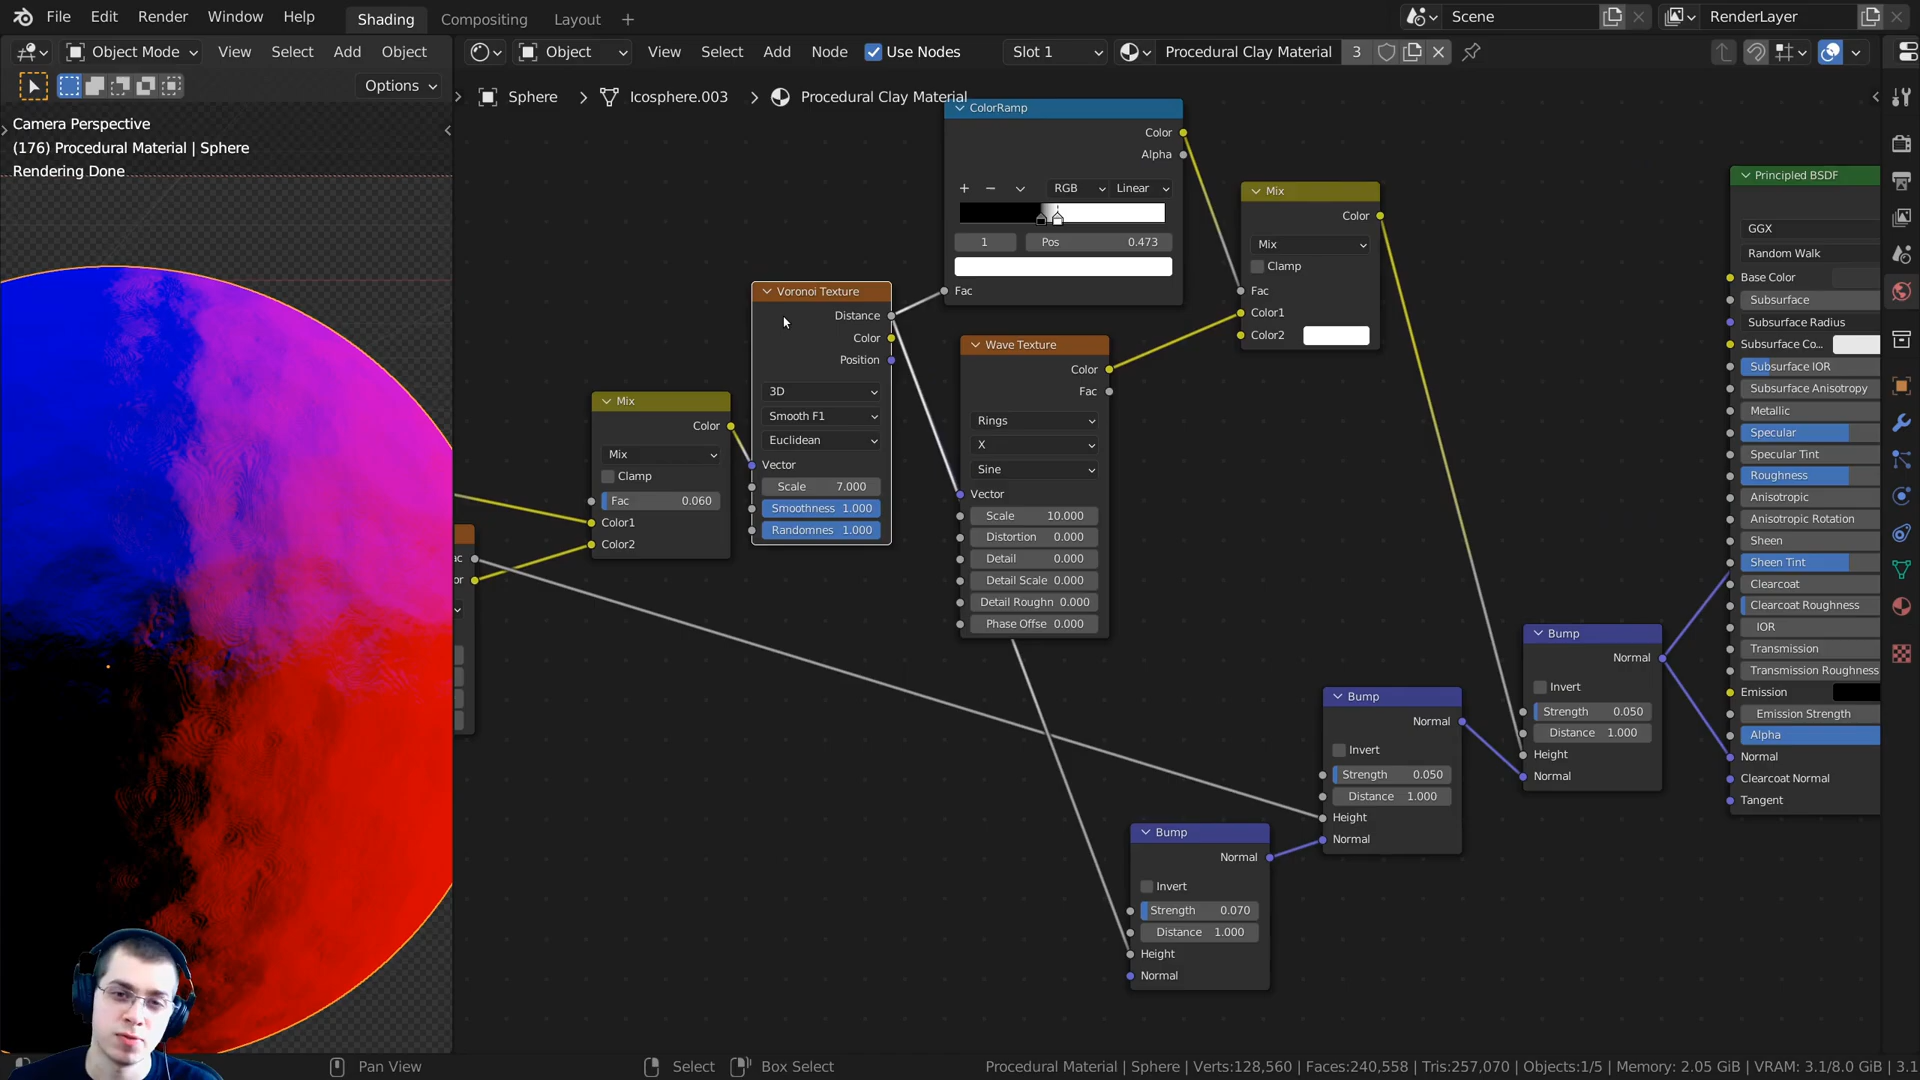 File Edit Render Window Help Shading Compositing Layout + Scene RenderLayer
Object Mode View Select Add Object Object View Select Add Node Use Nodes Slot 1 Procedural Clay Material 3
Options
Sphere > Icosphere.003 > Procedural Clay Material
Camera Perspective
(176) Procedural Material | Sphere
Rendering Done
ColorRamp
Color
Alpha
RGB Linear
1 Pos 0.473
Fac
Mix
Color
Mix
Clamp
Fac
Color1
Color2
Voronoi Texture
Distance
Color
Position
3D
Smooth F1
Euclidean
Vector
Scale 7.000
Smoothness 1.000
Randomnes 1.000
Mix
Color
Mix
Clamp
Fac 0.060
Color1
Color2
Wave Texture
Color
Fac
Rings
X
Sine
Vector
Scale 10.000
Distortion 0.000
Detail 0.000
Detail Scale 0.000
Detail Roughn 0.000
Phase Offse 0.000
ac
or
Bump
Normal
Invert
Strength 0.070
Distance 1.000
Height
Normal
Bump
Normal
Invert
Strength 0.050
Distance 1.000
Height
Normal
Bump
Normal
Invert
Strength 0.050
Distance 1.000
Height
Normal
Principled BSDF
GGX
Random Walk
Base Color
Subsurface
Subsurface Radius
Subsurface Co...
Subsurface IOR
Subsurface Anisotropy
Metallic
Specular
Specular Tint
Roughness
Anisotropic
Anisotropic Rotation
Sheen
Sheen Tint
Clearcoat
Clearcoat Roughness
IOR
Transmission
Transmission Roughness
Emission
Emission Strength
Alpha
Normal
Clearcoat Normal
Tangent
Pan View Select Box Select Procedural Material | Sphere | Verts:128,560 | Faces:240,558 | Tris:257,070 | Objects:1/5 | Memory: 2.05 GiB | VRAM: 3.1/8.0 GiB | 3.1